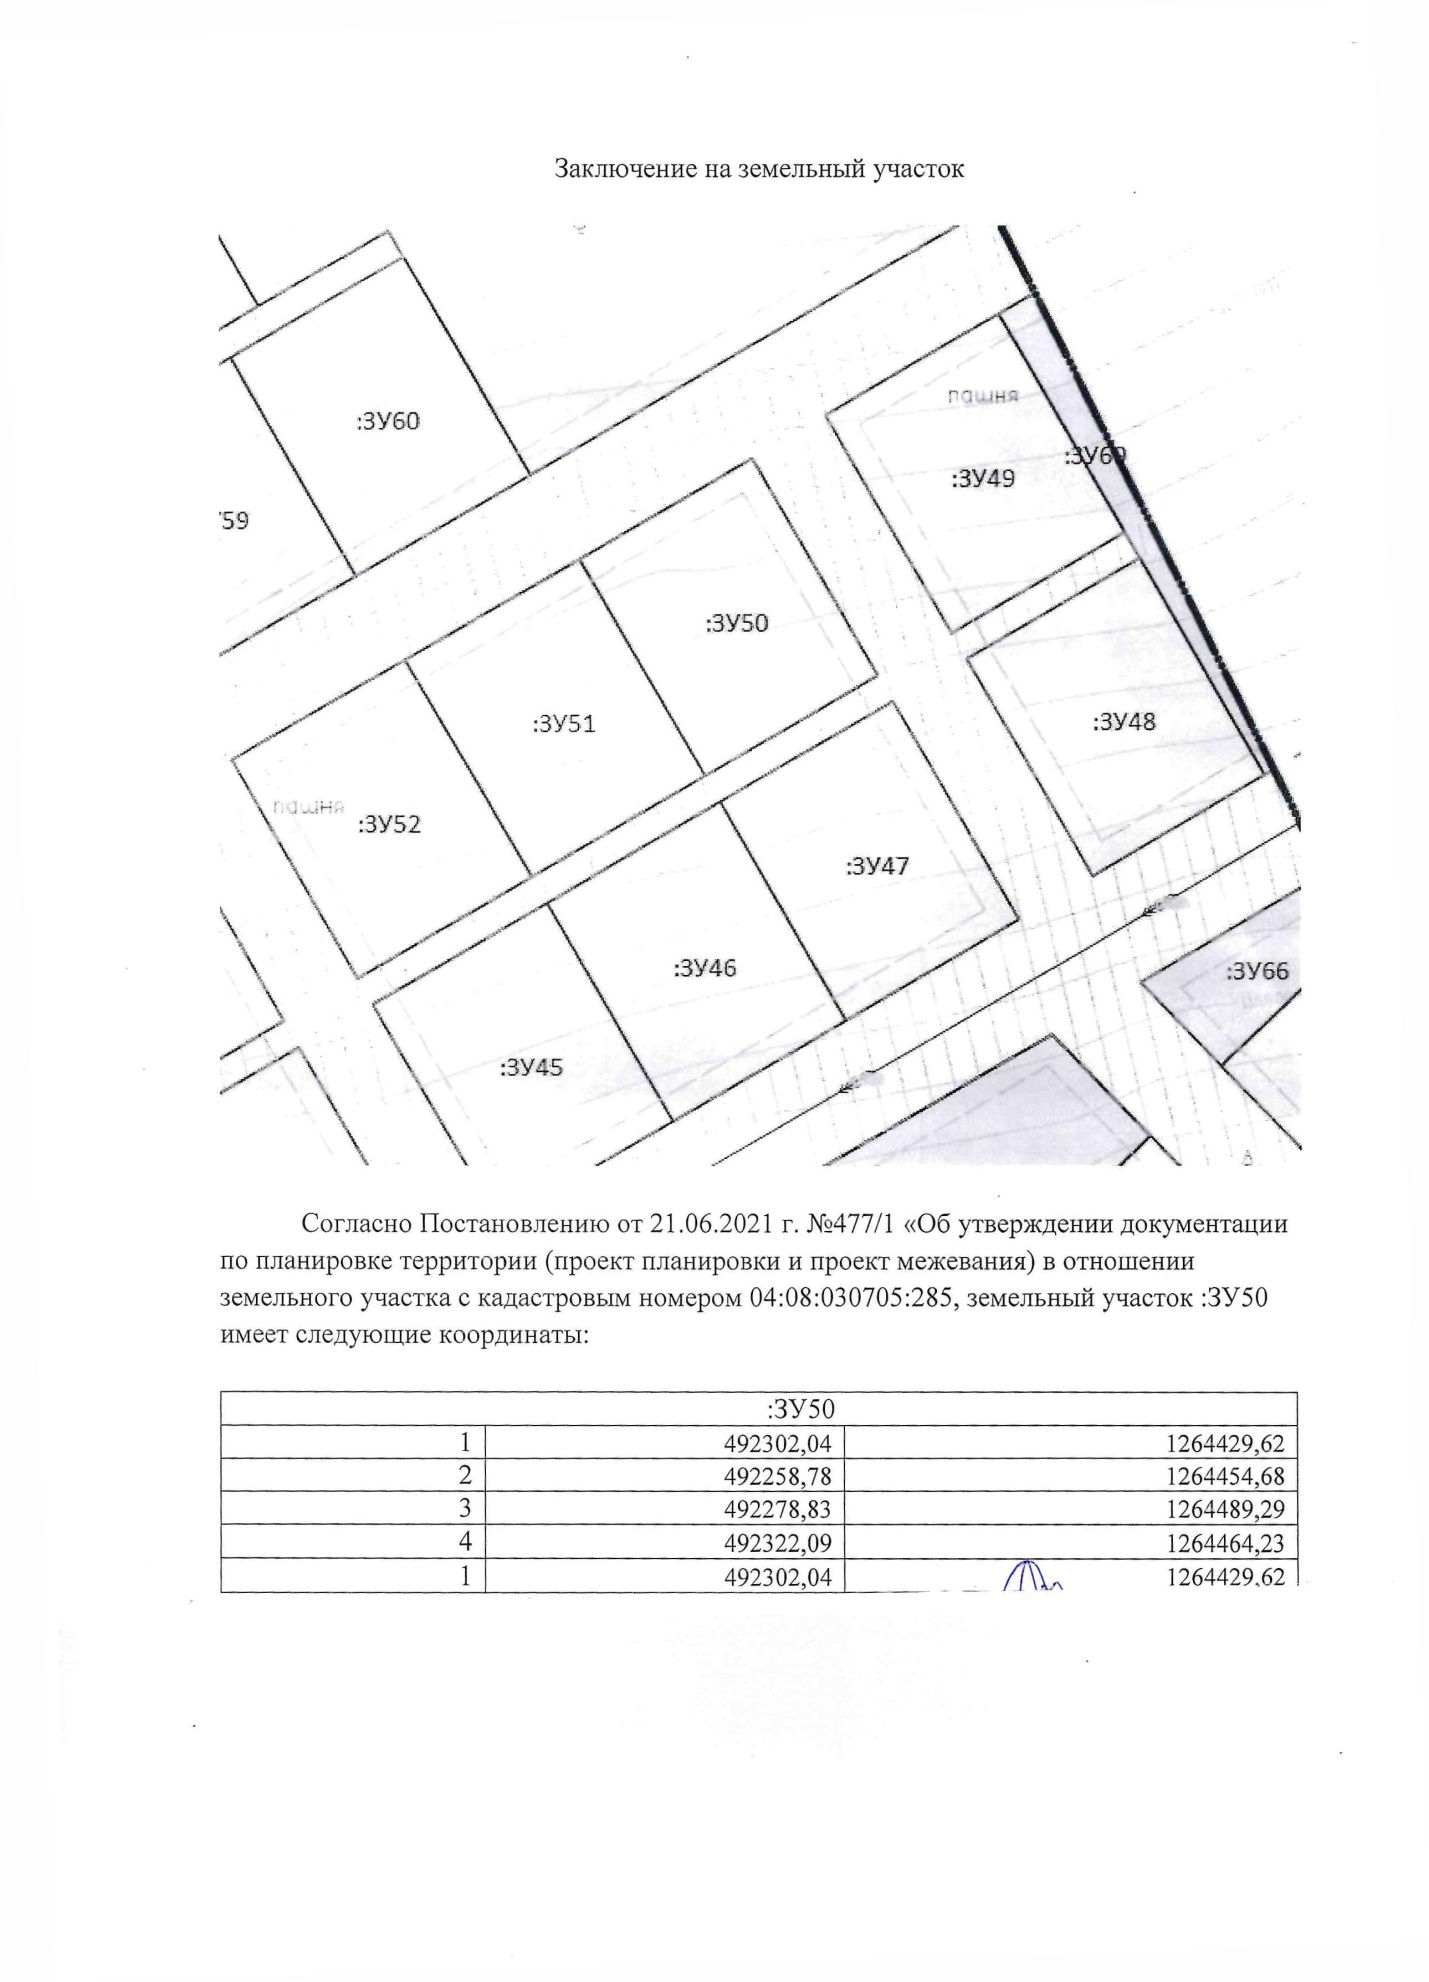 Заключение на земельный участок
:ЗУ60
пашня
:ЗУ69
:ЗУ49
:ЗУ50
:ЗУ51
:ЗУ48
пашня
:ЗУ52
:ЗУ47
:ЗУ46
:ЗУ66
:ЗУ45
Согласно Постановлению от 21.06.2021 г. №477/1 «Об утверждении документации
по планировке территории (проект планировки и проект межевания) в отношении
земельного участка с кадастровым номером 04:08:030705:285, земельный участок :ЗУ50
имеет следующие координаты:
:ЗУ50
1 492302,04 1264429,62
2 492258,78 1264454,68
3 492278,83 1264489,29
4 492322,09 1264464,23
1 492302,04 1264429,62